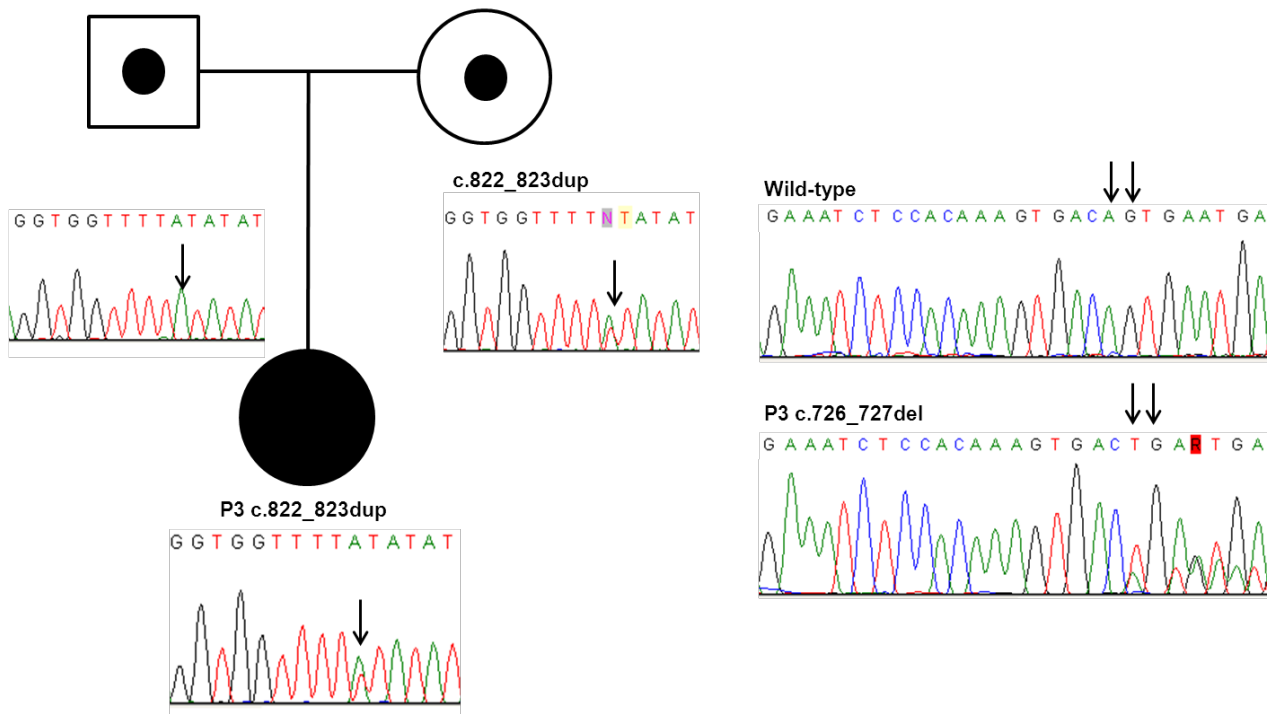 c.822_823dup
GGTGGTTTTATATAT
GGTGGTTTTNTATAT
Wild-type
GAAATCTCCACAAAGTGACAGTGAATGA
P3 c.726_727del
GAAATCTCCACAAAGTGACTGARTGA
P3 c.822_823dup
GGTGGTTTTATATAT